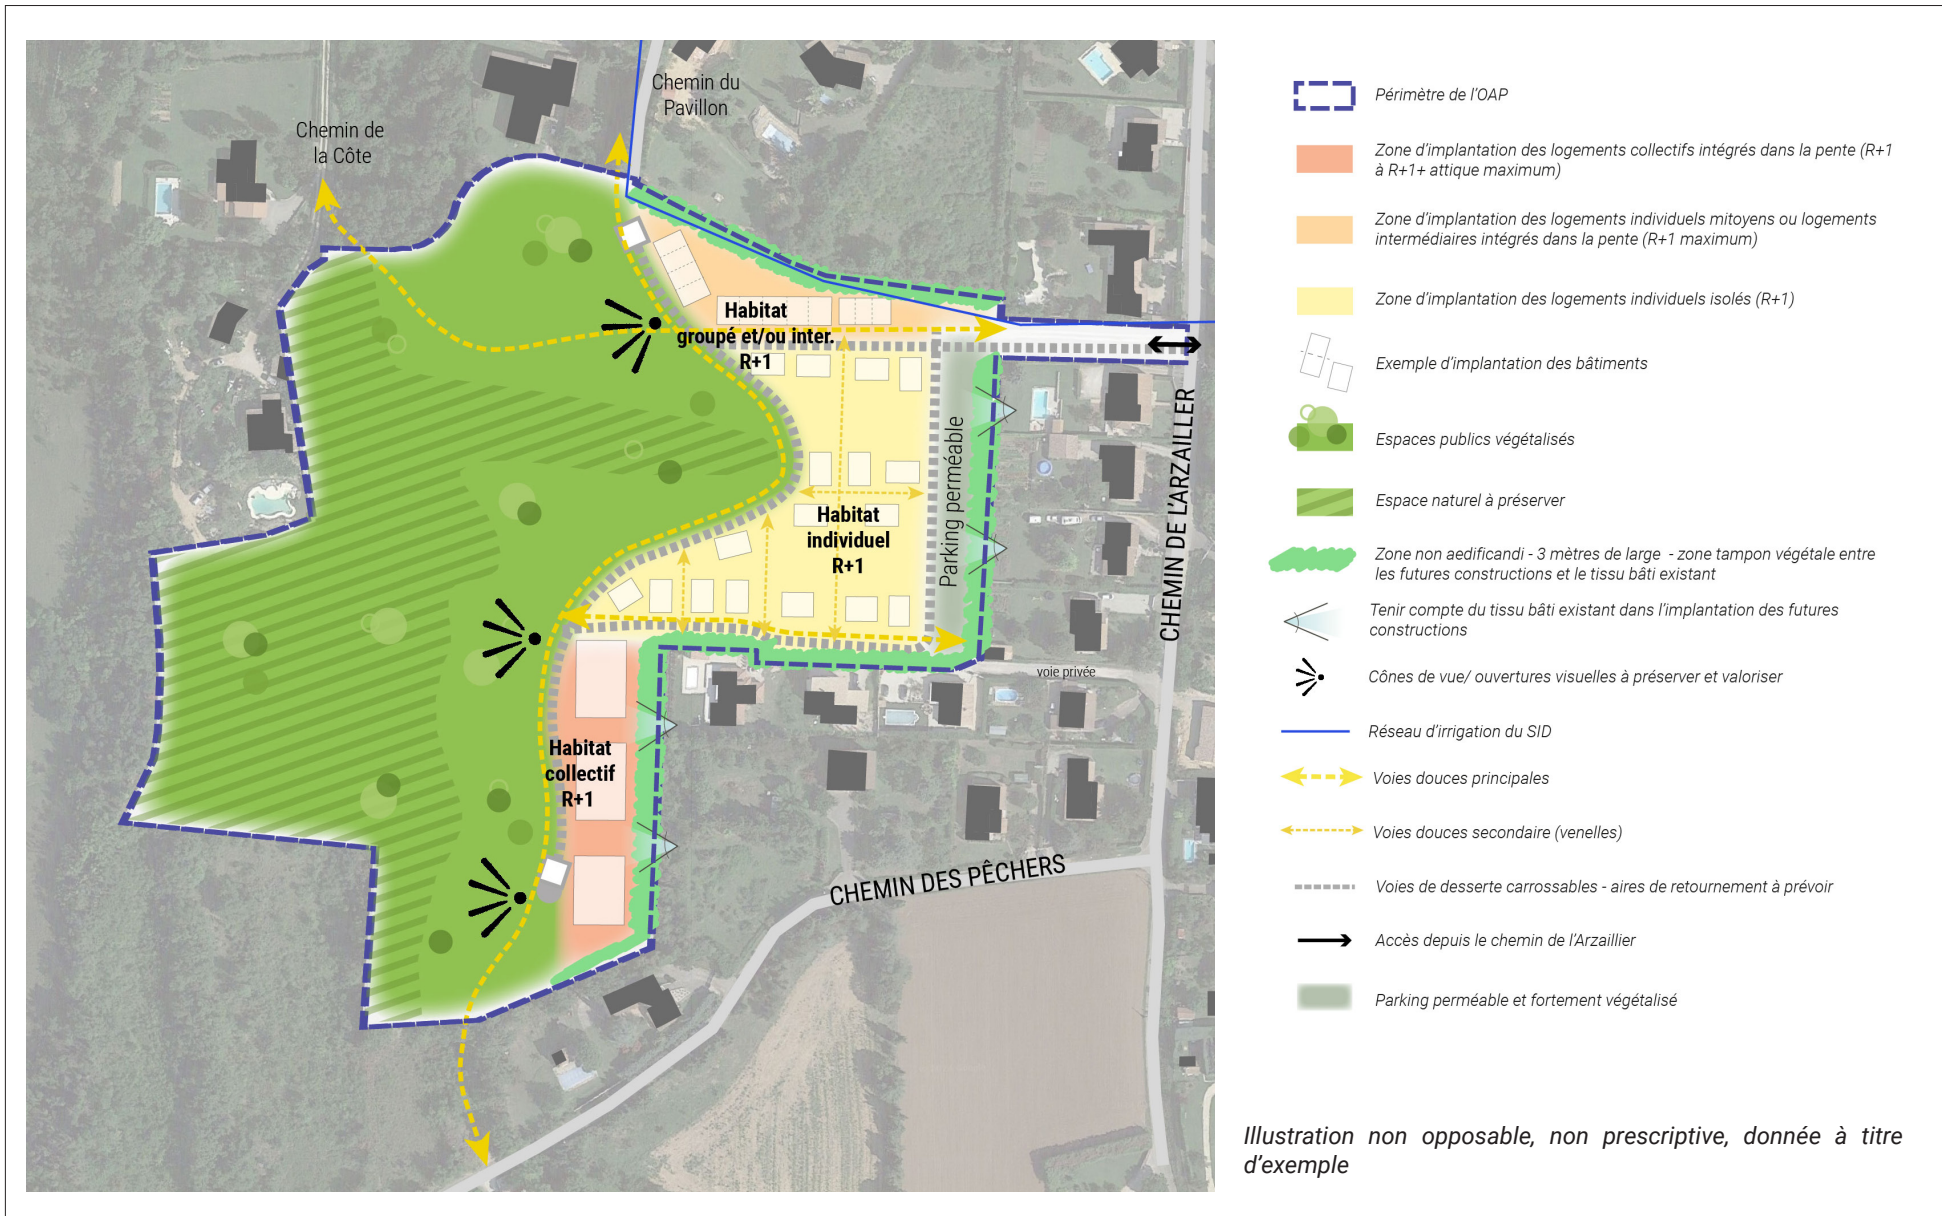 Chemin du
Pavillon
Chemin de
la Côte
Habitat
groupé et/ou inter.
R+1
Parking perméable
Habitat
individuel
R+1
CHEMIN DE L'ARZAILLER
voie privée
Habitat
collectif
R+1
CHEMIN DES PÊCHERS
Périmètre de l'OAP
Zone d'implantation des logements collectifs intégrés dans la pente (R+1
à R+1+ attique maximum)
Zone d'implantation des logements individuels mitoyens ou logements
intermédiaires intégrés dans la pente (R+1 maximum)
Zone d'implantation des logements individuels isolés (R+1)
Exemple d'implantation des bâtiments
Espaces publics végétalisés
Espace naturel à préserver
Zone non aedificandi - 3 mètres de large - zone tampon végétale entre
les futures constructions et le tissu bâti existant
Tenir compte du tissu bâti existant dans l'implantation des futures
constructions
Cônes de vue/ ouvertures visuelles à préserver et valoriser
Réseau d'irrigation du SID
Voies douces principales
Voies douces secondaire (venelles)
Voies de desserte carrossables - aires de retournement à prévoir
Accès depuis le chemin de l'Arzaillier
Parking perméable et fortement végétalisé
Illustration non opposable, non prescriptive, donnée à titre
d'exemple